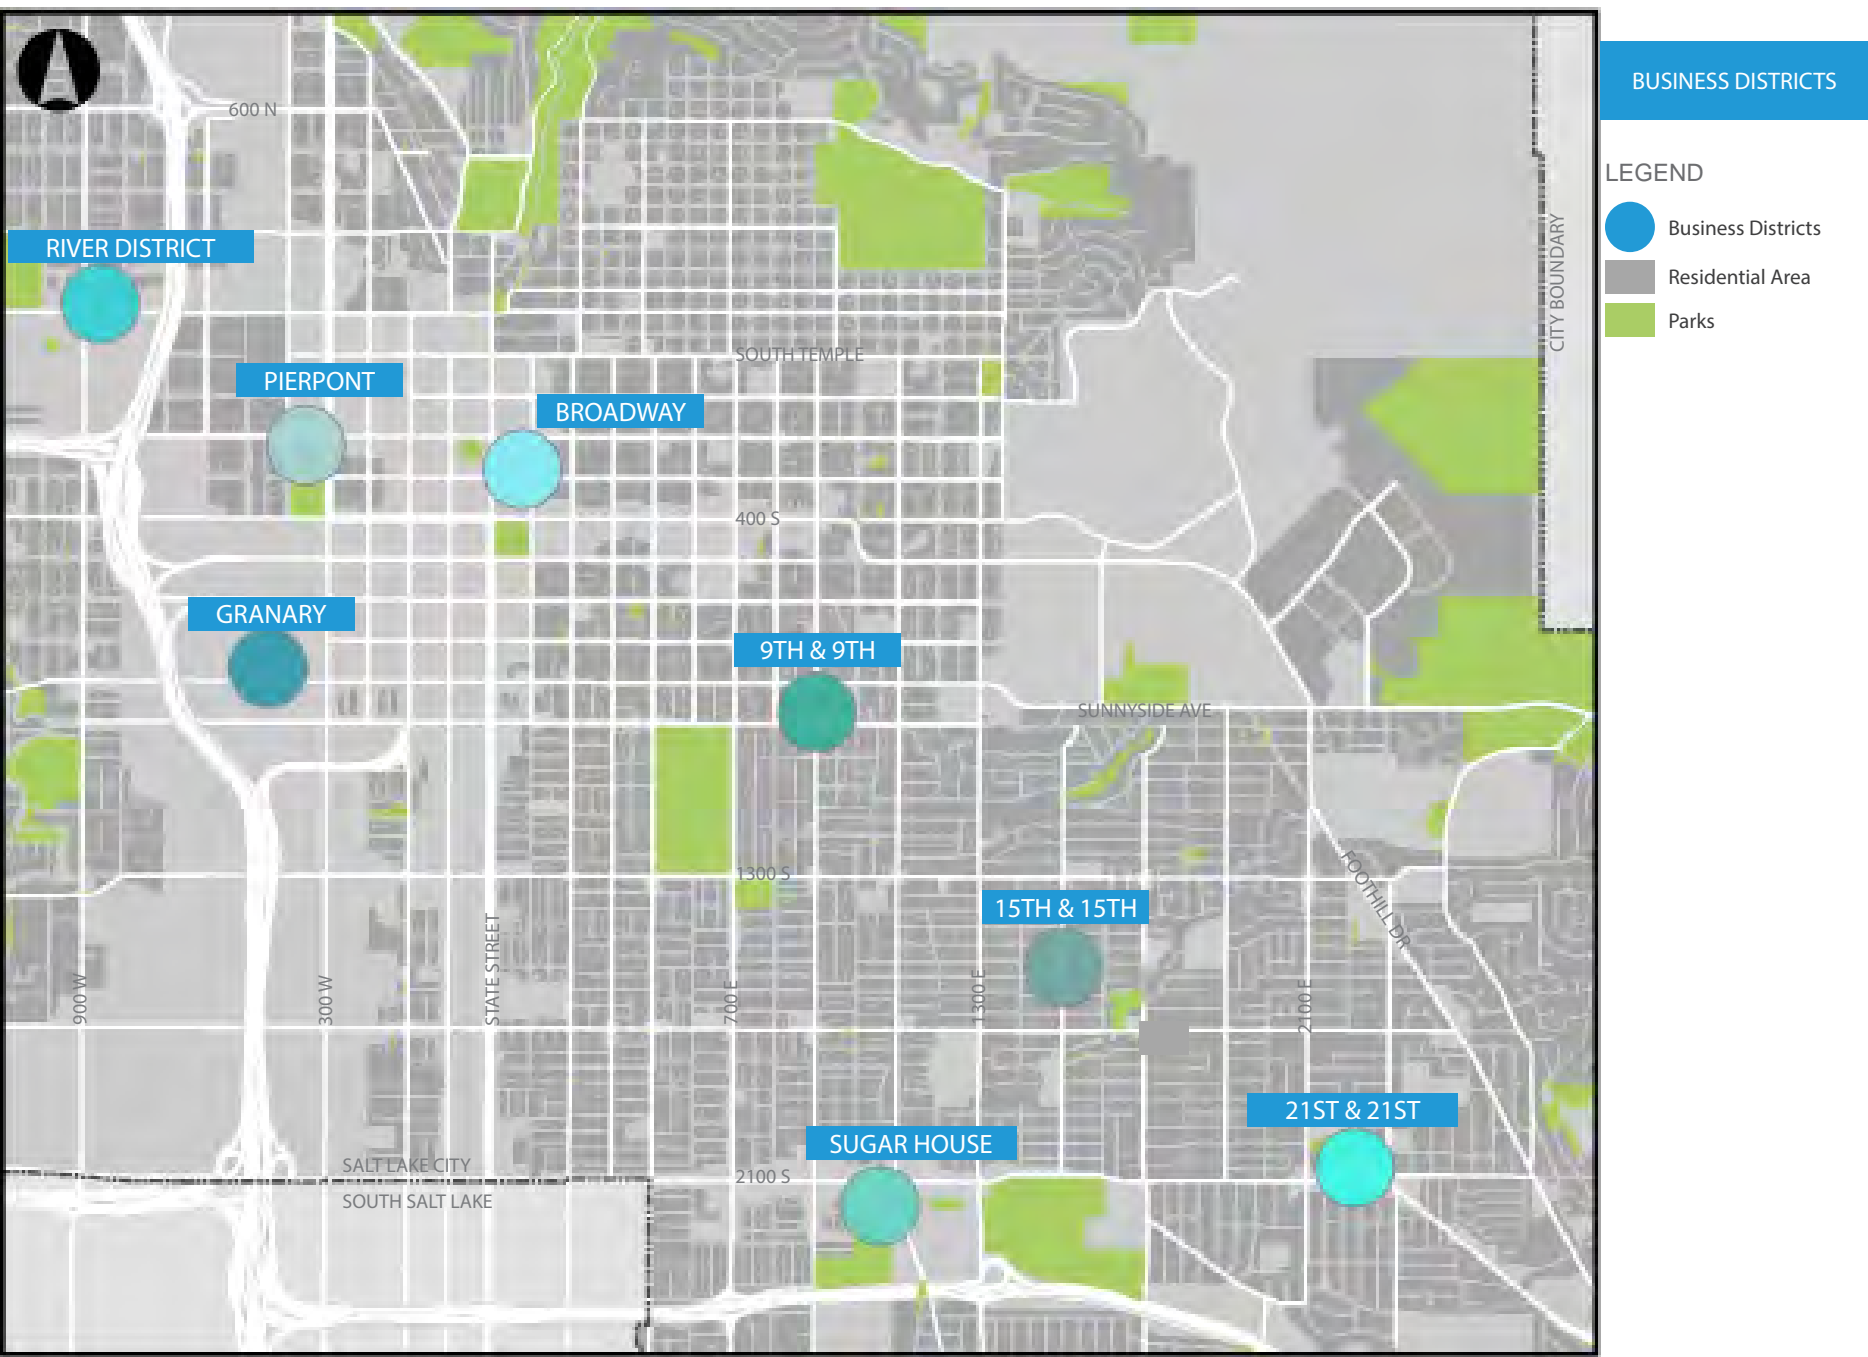 BUSINESS DISTRICTS
LEGEND
Business Districts
Residential Area
Parks
600 N
CITY BOUNDARY
RIVER DISTRICT
SOUTH TEMPLE
PIERPONT
BROADWAY
400 S
GRANARY
9TH & 9TH
SUNNYSIDE AVE
1300 S
FOOTHILL DR
15TH & 15TH
900 W
300 W
STATE STREET
700 E
1300 E
2100 E
21ST & 21ST
SUGAR HOUSE
SALT LAKE CITY
2100 S
SOUTH SALT LAKE